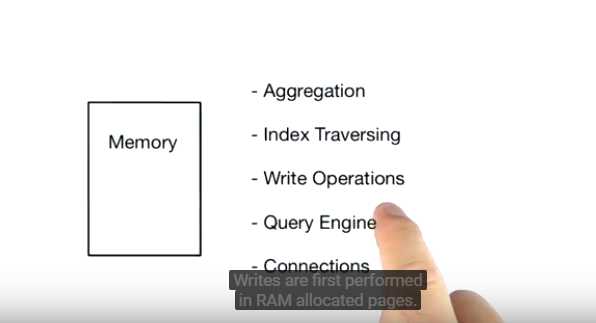 Memory
- Aggregation
- Index Traversing
- Write Operations
- Query Engine
- Connections
Writes are first performed
in RAM allocated pages.